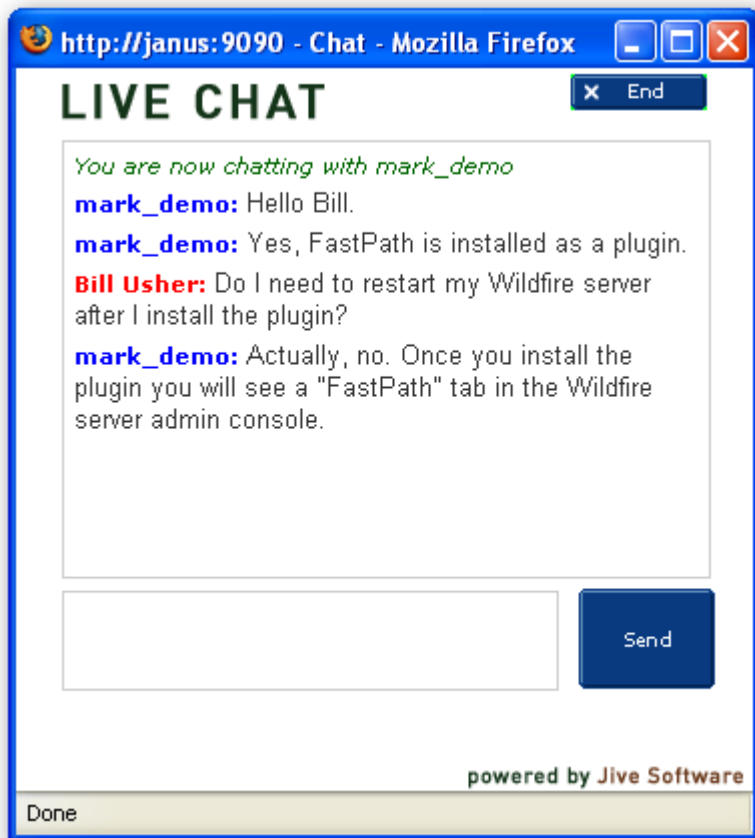 http://janus:9090 - Chat - Mozilla Firefox
LIVE CHAT
End
You are now chatting with mark_demo
mark_demo: Hello Bill.
mark_demo: Yes, FastPath is installed as a plugin.
Bill Usher: Do I need to restart my Wildfire server
after I install the plugin?
mark_demo: Actually, no. Once you install the
plugin you will see a "FastPath" tab in the Wildfire
server admin console.
Send
powered by Jive Software
Done